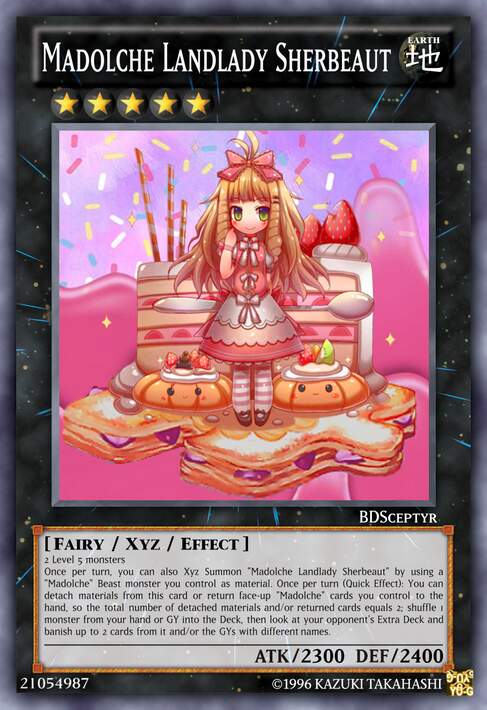 MADOLCHE LANDLADY SHERBEAUT
EARTH
地
BDSCEPTYR
[ FAIRY / XYZ / EFFECT ]
2 Level 5 monsters
Once per turn, you can also Xyz Summon "Madolche Landlady Sherbeaut" by using a
"Madolche" Beast monster you control as material. Once per turn (Quick Effect): You can
detach materials from this card or return face-up "Madolche" cards you control to the
hand, so the total number of detached materials and/or returned cards equals 2; shuffle 1
monster from your hand or GY into the Deck, then look at your opponent's Extra Deck and
banish up to 2 cards from it and/or the GYs with different names.
ATK/2300 DEF/2400
21054987
©1996 KAZUKI TAKAHASHI